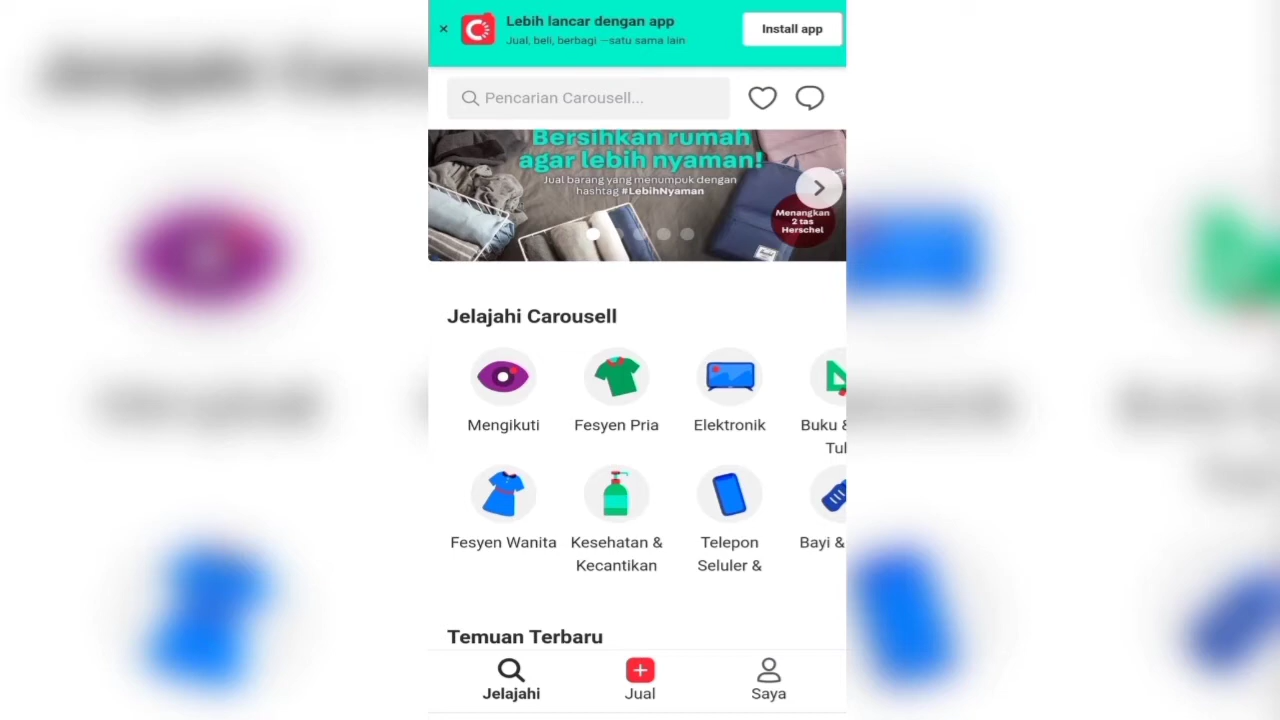 Lebih lancar dengan app
Jual, beli, berbagi —satu sama lain
Install app
Pencarian Carousell...
Bersihkan rumah
agar lebih nyaman!
Jual barang yang menumpuk dengan
hashtag #LebihNyaman
Menangkan
2 tas
Herschel
Jelajahi Carousell
Mengikuti
Fesyen Pria
Elektronik
Buku &
Tul
Fesyen Wanita
Kesehatan &
Kecantikan
Telepon
Seluler &
Bayi &
Temuan Terbaru
Jelajahi
Jual
Saya